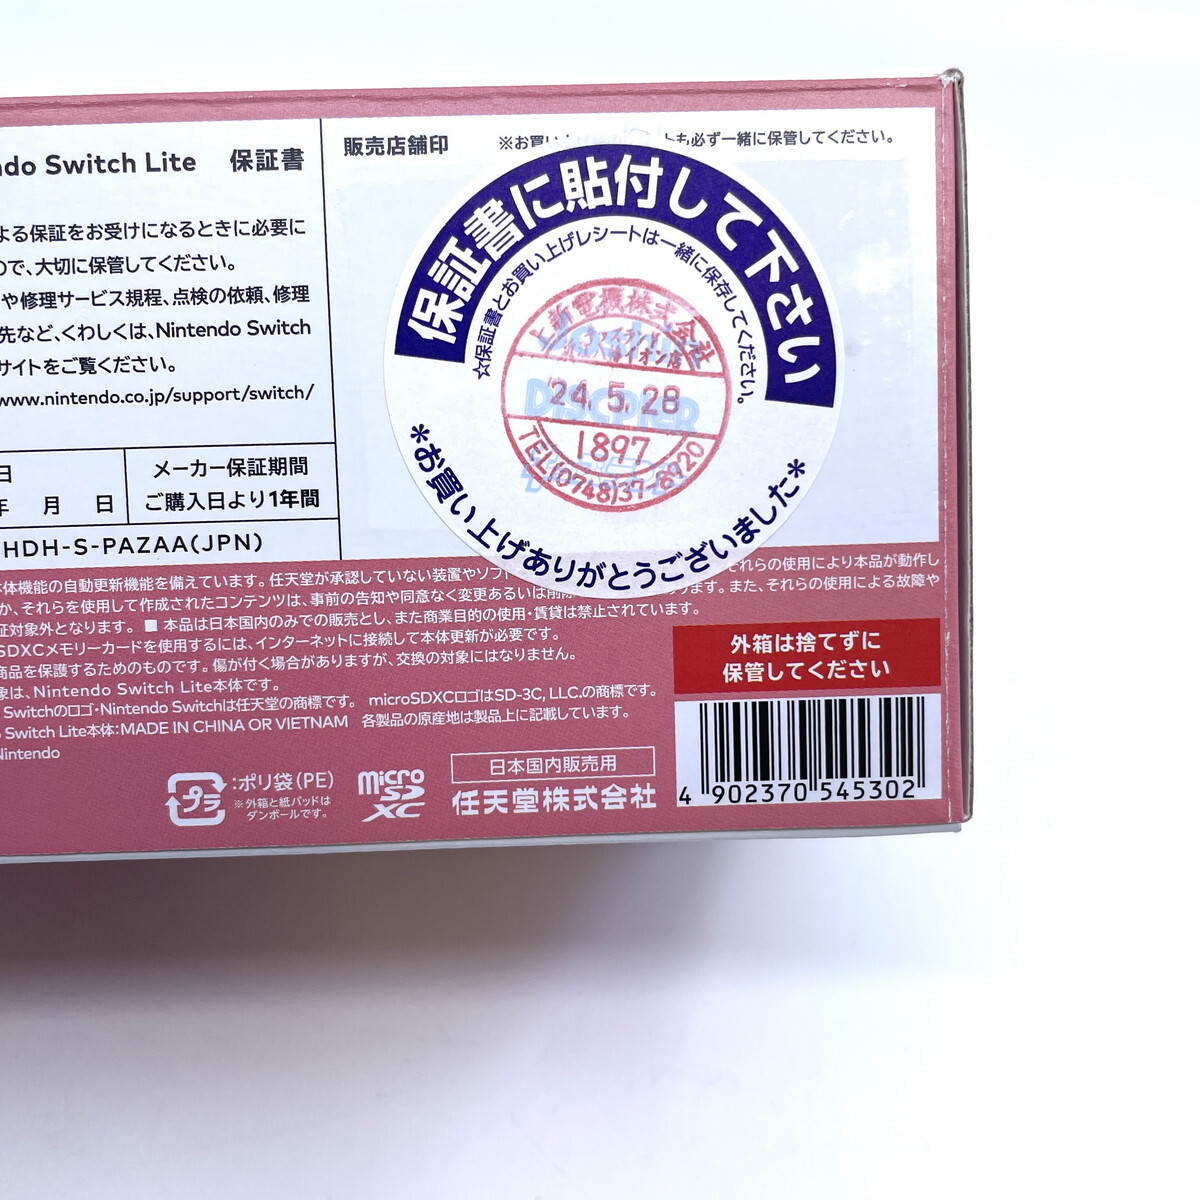 ndo Switch Lite 保証書
よる保証をお受けになるときに必要に
ので、大切に保管してください。
や修理サービス規程、点検の依頼、修理
先など、くわしくは、Nintendo Switch
サイトをご覧ください。
www.nintendo.co.jp/support/switch/
日
年 月 日
メーカー保証期間
ご購入日より1年間
HDH-S-PAZAA(JPN)
販売店舗印
※お買い上げ
トも必ず一緒に保管してください。
保証書に貼付して下さい
☆保証書とお買い上げレシートは一緒に保存してください。
上新電機株式会社
イオン店
24.5.28
1897
TEL(0748)37-8920
*お買い上げありがとうございました*
本体機能の自動更新機能を備えています。任天堂が承認していない装置やソフト
それらの使用により本品が動作し
か、それらを使用して作成されたコンテンツは、事前の告知や同意なく変更あるいは削除
ます。また、それらの使用による故障や
証対象外となります。 ■ 本品は日本国内のみでの販売とし、また商業目的の使用・賃貸は禁止されています。
SDXCメモリーカードを使用するには、インターネットに接続して本体更新が必要です。
商品を保護するためのものです。傷が付く場合がありますが、交換の対象にはなりません。
象は、Nintendo Switch Lite本体です。
Switchのロゴ・Nintendo Switchは任天堂の商標です。 microSDXCロゴはSD-3C, LLC.の商標です。
Switch Lite本体:MADE IN CHINA OR VIETNAM 各製品の原産地は製品上に記載しています。
Nintendo
外箱は捨てずに
保管してください
プラ
:ポリ袋(PE)
※外箱と紙パッドは
ダンボールです。
micro
SD
XC
日本国内販売用
任天堂株式会社
4 902370 545302